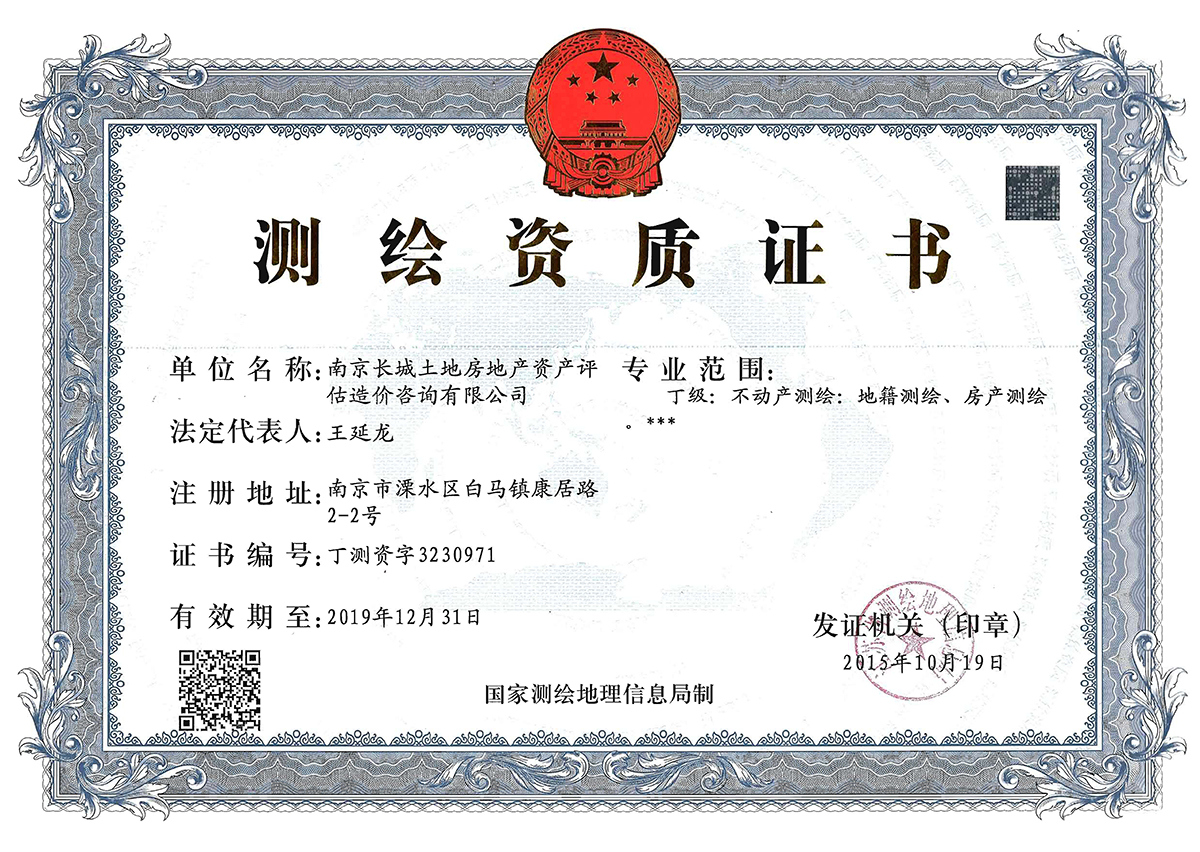 测绘资质证书
单位名称:南京长城土地房地产资产评
估造价咨询有限公司
法定代表人:王延龙
注册地址:南京市溧水区白马镇康居路
2-2号
证书编号:丁测资字3230971
有效期至:2019年12月31日
专业范围:
丁级：不动产测绘：地籍测绘、房产测绘
。***
发证机关（印章）
2015年10月19日
国家测绘地理信息局制